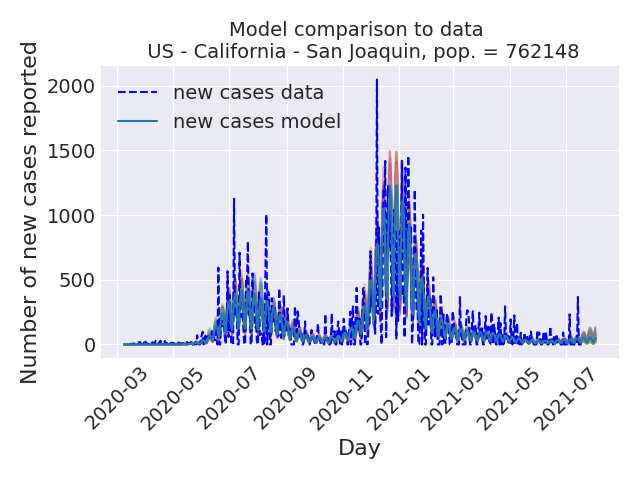 Model comparison to data
US - California - San Joaquin, pop. = 762148
Number of new cases reported
2000
1500
1000
500
0
new cases data
new cases model
2020-03
2020-05
2020-07
2020-09
2020-11
2021-01
2021-03
2021-05
2021-07
Day